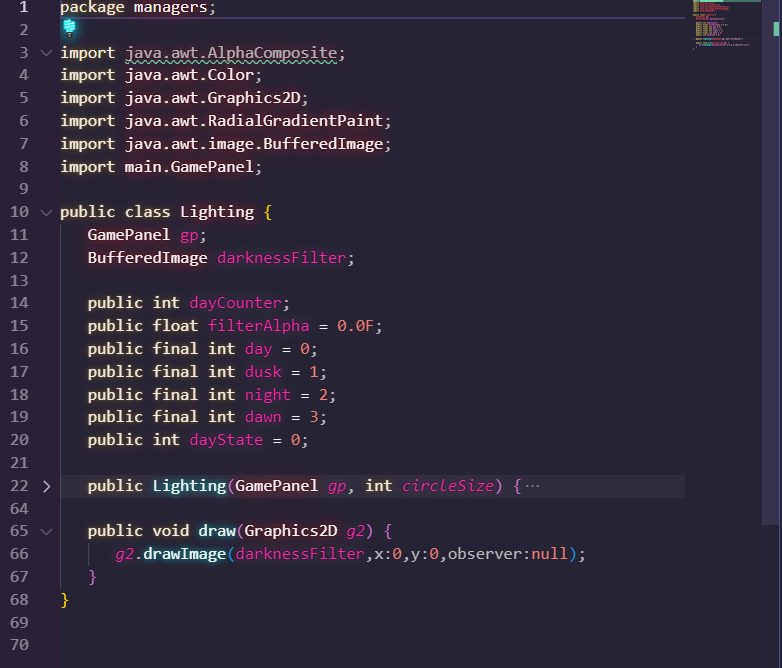 1 package managers;
2
3 import java.awt.AlphaComposite;
4 import java.awt.Color;
5 import java.awt.Graphics2D;
6 import java.awt.RadialGradientPaint;
7 import java.awt.image.BufferedImage;
8 import main.GamePanel;
9
10 public class Lighting {
11 GamePanel gp;
12 BufferedImage darknessFilter;
13
14 public int dayCounter;
15 public float filterAlpha = 0.0F;
16 public final int day = 0;
17 public final int dusk = 1;
18 public final int night = 2;
19 public final int dawn = 3;
20 public int dayState = 0;
21
22 public Lighting(GamePanel gp, int circleSize) {···
64
65 public void draw(Graphics2D g2) {
66 g2.drawImage(darknessFilter,x:0,y:0,observer:null);
67 }
68 }
69
70